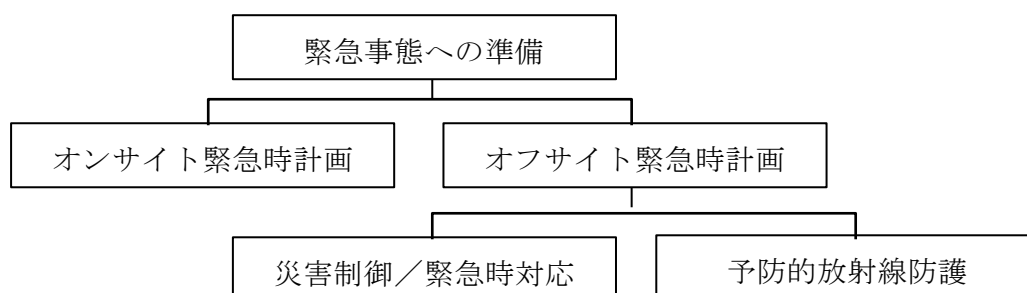 緊急事態への準備
オンサイト緊急時計画
オフサイト緊急時計画
災害制御／緊急時対応
予防的放射線防護